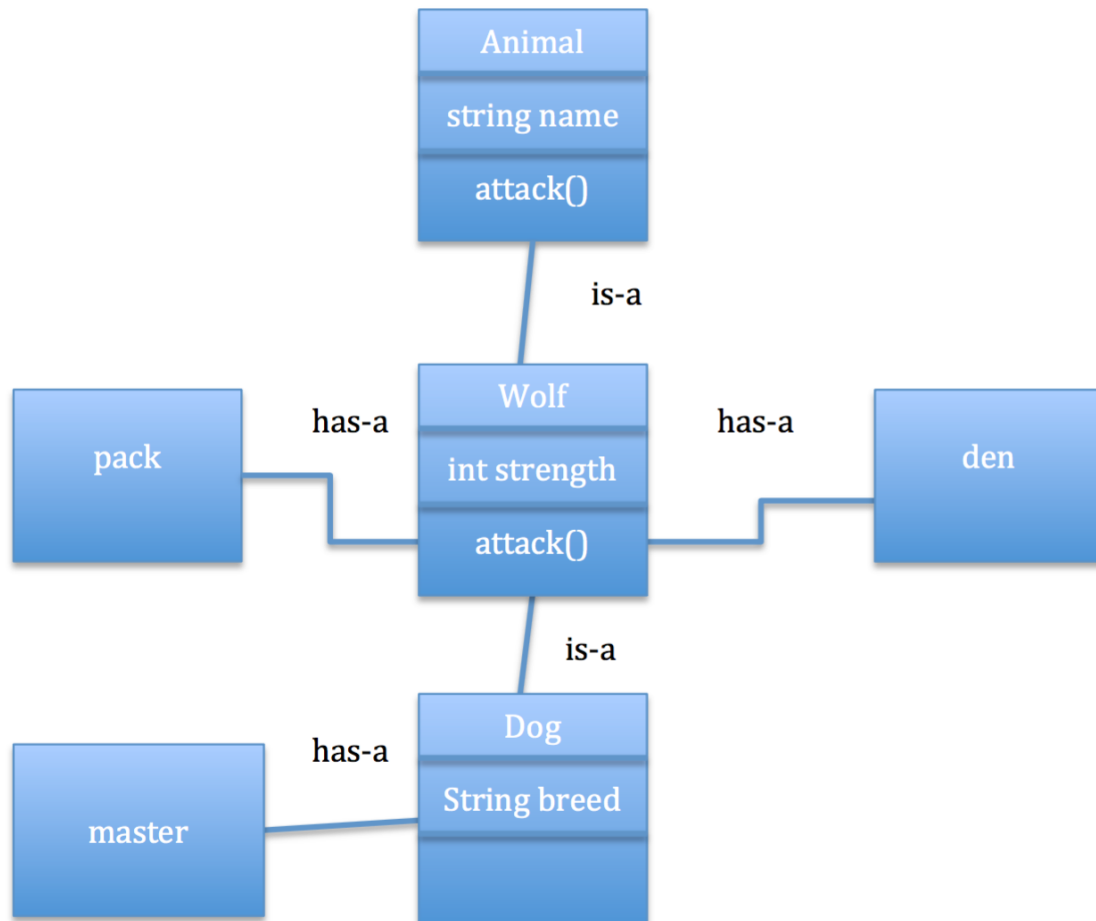 Animal
string name
attack()
is-a
has-a
Wolf
has-a
pack
int strength
den
attack()
is-a
Dog
has-a
String breed
master